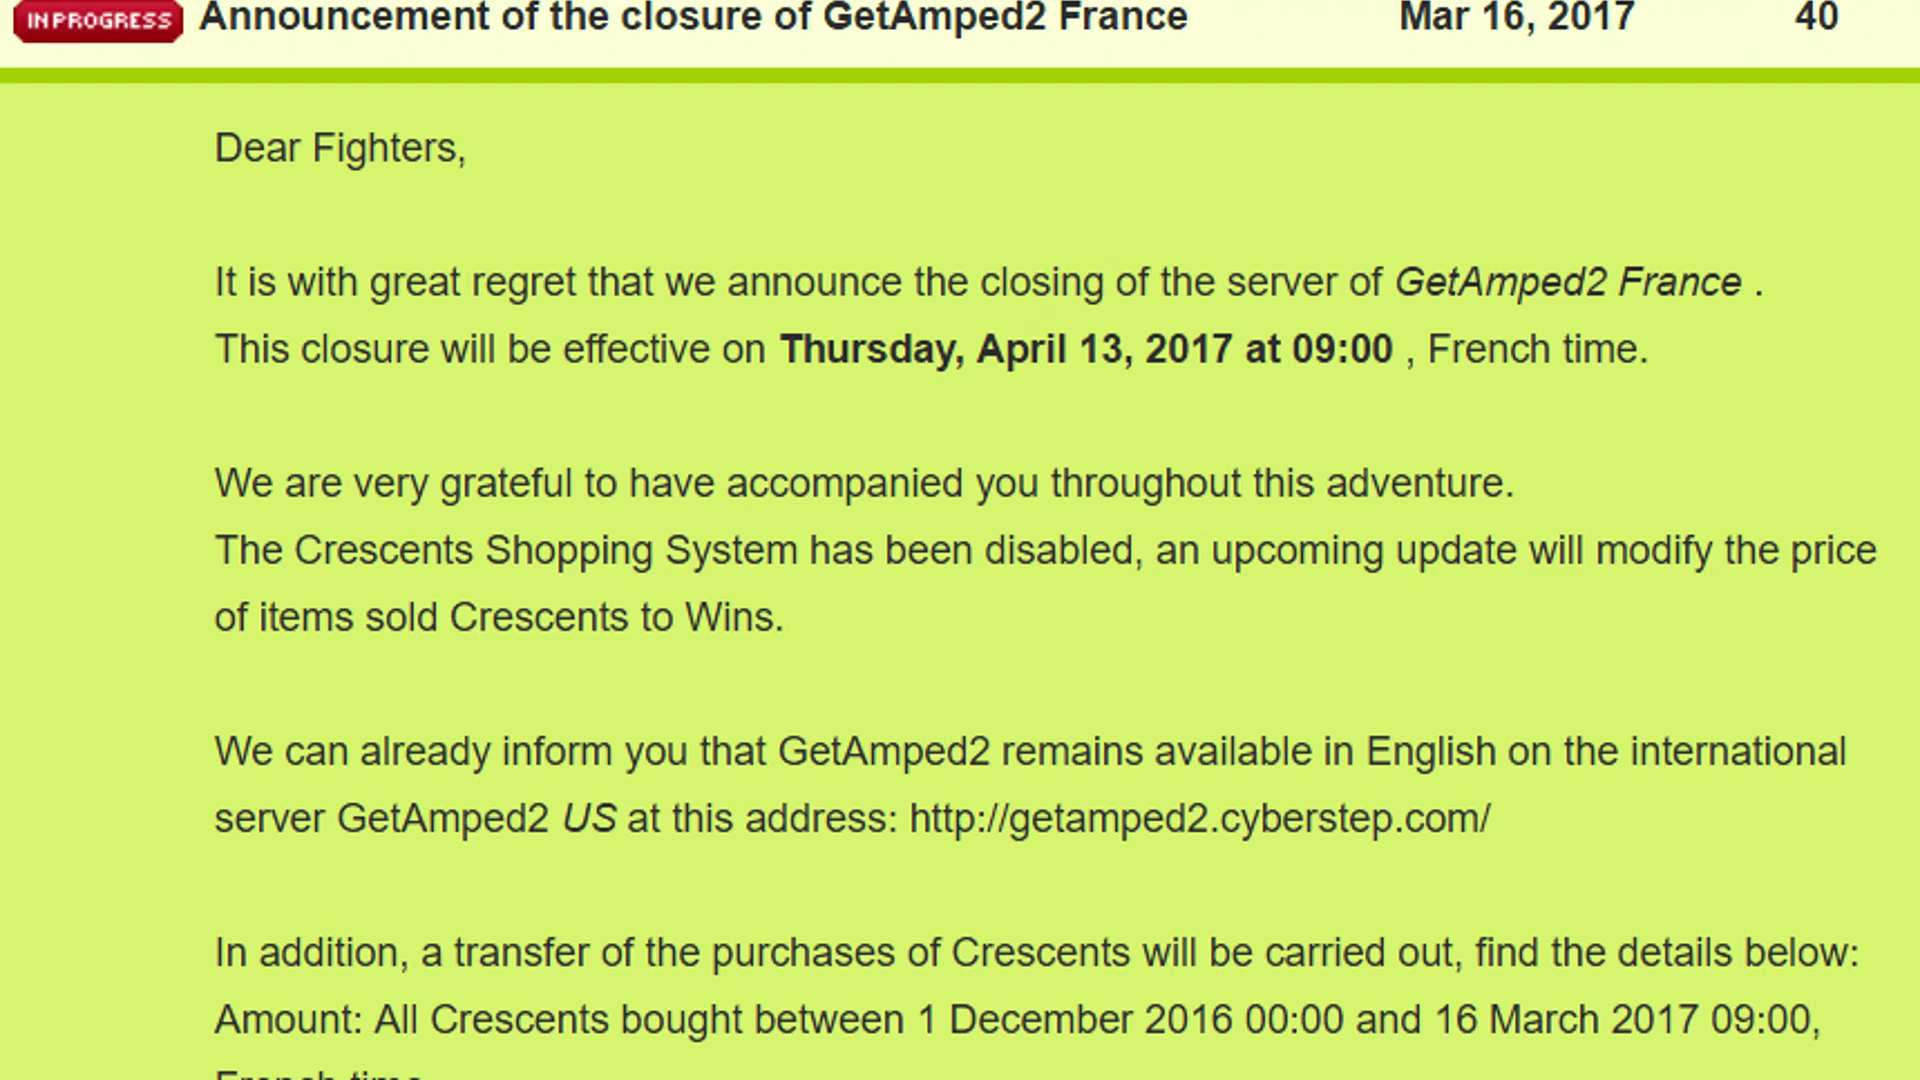 IN PROGRESS Announcement of the closure of GetAmped2 France Mar 16, 2017 40
Dear Fighters,
It is with great regret that we announce the closing of the server of GetAmped2 France .
This closure will be effective on Thursday, April 13, 2017 at 09:00 , French time.
We are very grateful to have accompanied you throughout this adventure.
The Crescents Shopping System has been disabled, an upcoming update will modify the price
of items sold Crescents to Wins.
We can already inform you that GetAmped2 remains available in English on the international
server GetAmped2 US at this address: http://getamped2.cyberstep.com/
In addition, a transfer of the purchases of Crescents will be carried out, find the details below:
Amount: All Crescents bought between 1 December 2016 00:00 and 16 March 2017 09:00,
French time